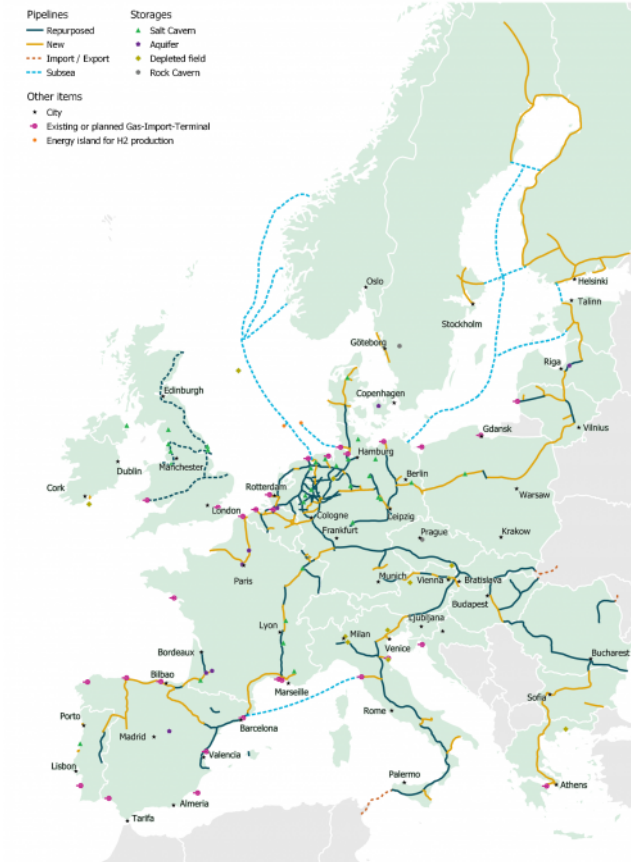 Pipelines
Repurposed
New
Import / Export
Subsea
Storages
Salt Cavern
Aquifer
Depleted field
Rock Cavern
Other items
City
Existing or planned Gas-Import-Terminal
Energy island for H2 production
Oslo
Helsinki
Talinn
Stockholm
Göteborg
Riga
Edinburgh
Copenhagen
Vilnius
Gdansk
Dublin
Manchester
Hamburg
Berlin
Cork
Warsaw
Rotterdam
London
Cologne
Leipzig
Frankfurt
Prague
Krakow
Paris
Munich
Vienna
Bratislava
Budapest
Ljubljana
Lyon
Milan
Venice
Bordeaux
Bucharest
Bilbao
Marseille
Sofia
Porto
Rome
Barcelona
Madrid
Valencia
Lisbon
Palermo
Athens
Almeria
Tarifa